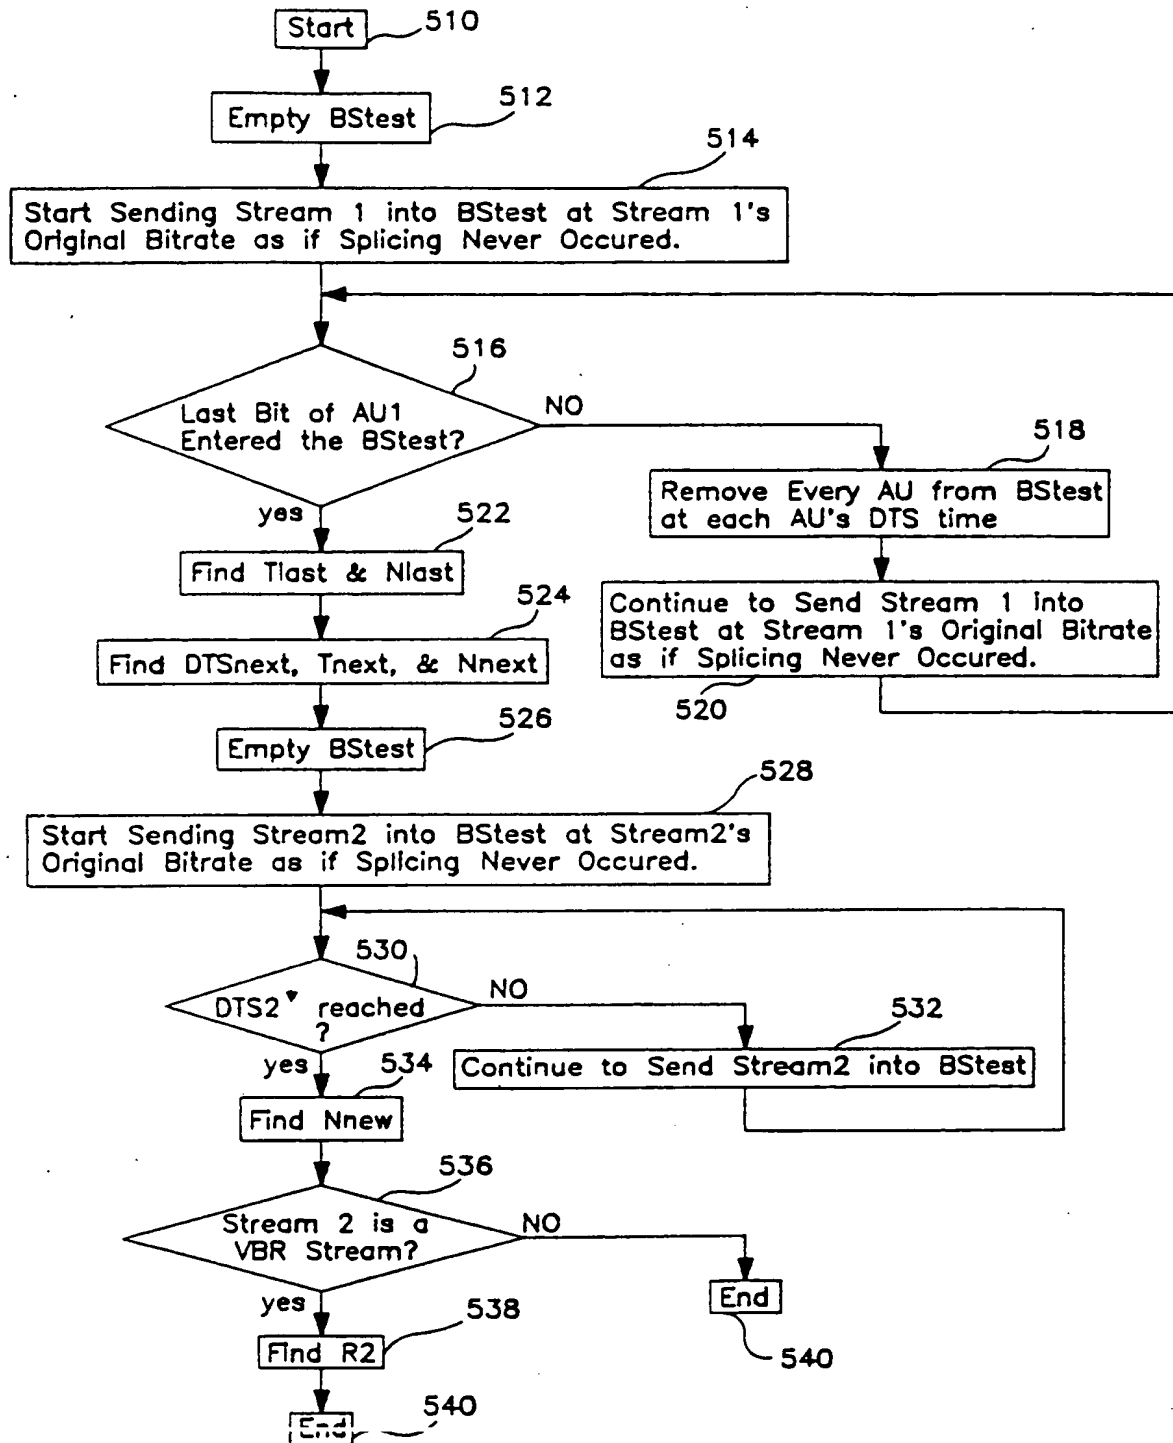 Start
510
Empty BStest
512
514
Start Sending Stream 1 into BStest at Stream 1's
Original Bitrate as if Splicing Never Occured.
516
Last Bit of AU1
Entered the BStest?
NO
yes
518
Remove Every AU from BStest
at each AU's DTS time
522
Find Tlast & Nlast
Continue to Send Stream 1 into
BStest at Stream 1's Original Bitrate
as if Splicing Never Occured.
520
524
Find DTSnext, Tnext, & Nnext
526
Empty BStest
528
Start Sending Stream2 into BStest at Stream2's
Original Bitrate as if Splicing Never Occured.
530
DTS2* reached
?
NO
yes
532
Continue to Send Stream2 into BStest
534
Find Nnew
536
Stream 2 is a
VBR Stream?
NO
yes
End
540
538
Find R2
End
540